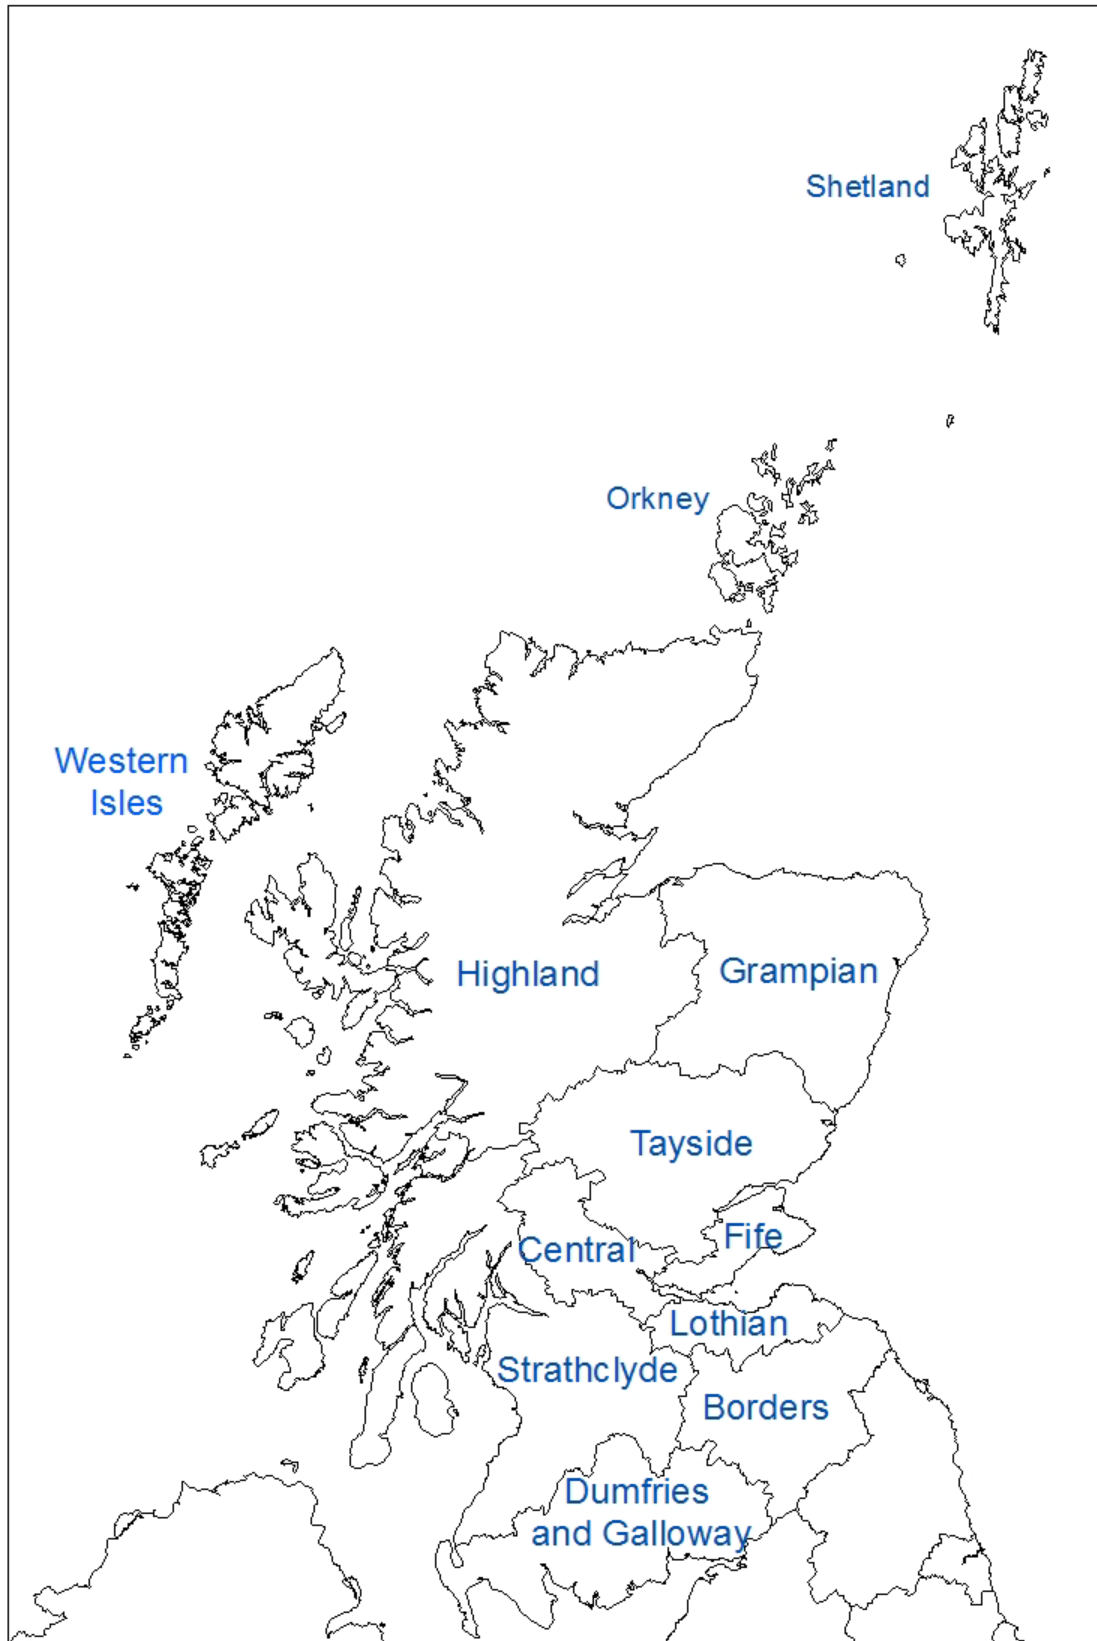 Shetland
Orkney
Western
Isles
Highland
Grampian
Tayside
Fife
Central
Lothian
Strathclyde
Borders
Dumfries
and Galloway